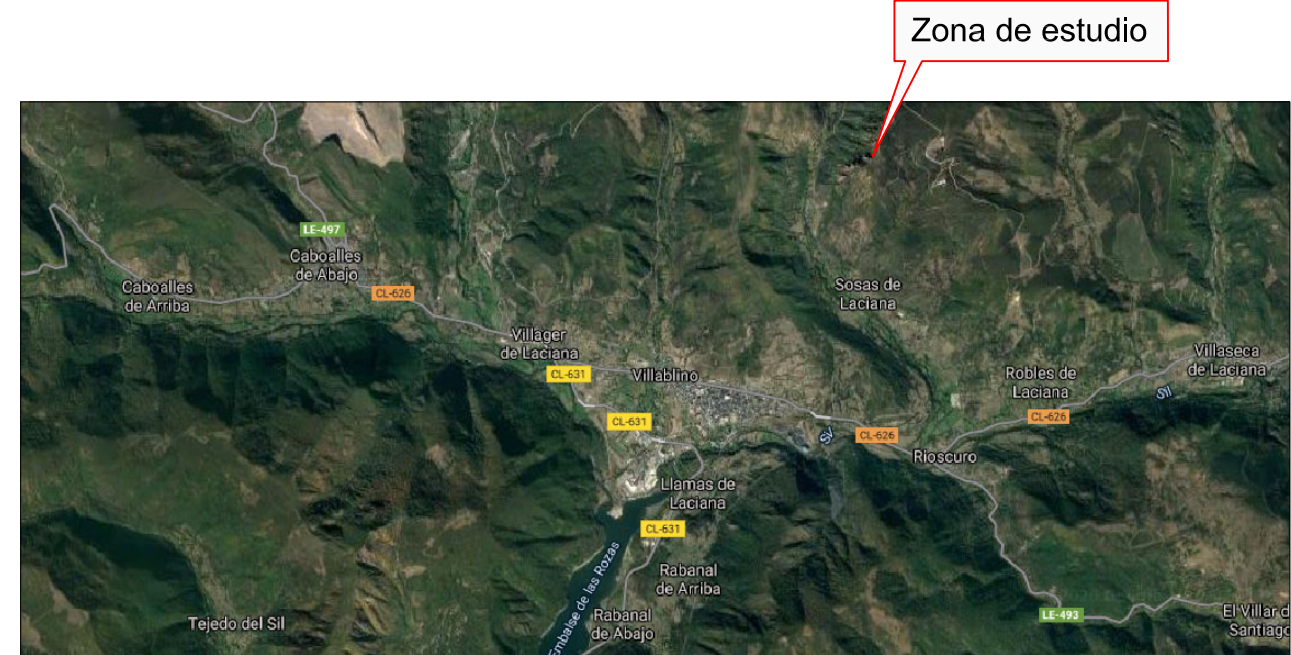 Zona de estudio
LE-497
Caboalles
de Abajo
Caboalles
de Arriba
CL-626
Sosas de
Laciana
Villager
de Laciana
CL-631
Villablino
Villaseca
de Laciana
Robles de
Laciana
Sil
CL-626
CL-631
Sil
CL-626
Rioscuro
Llamas de
Laciana
CL-631
Embalse de las Rozas
Rabanal
de Arriba
Rabanal
de Abajo
Tejedo del Sil
LE-493
El Villar d
Santiago